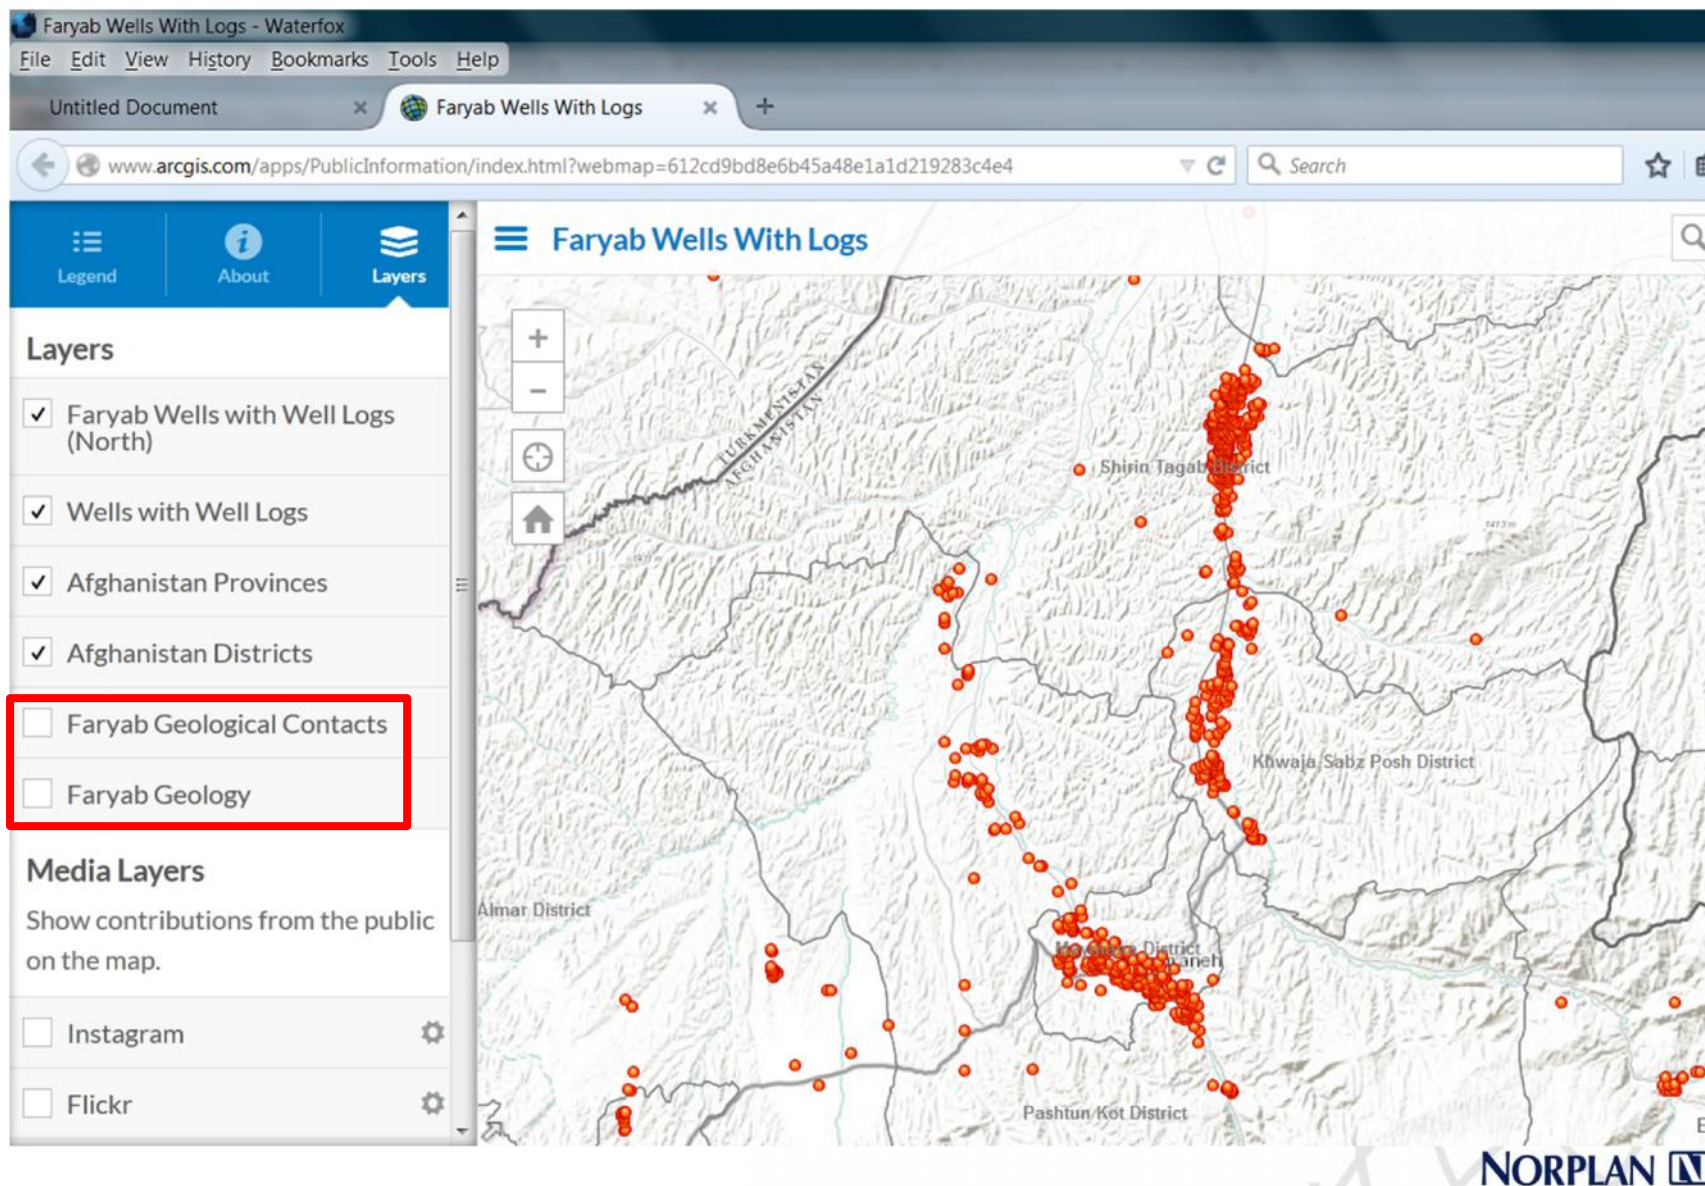 Faryab Wells With Logs - Waterfox
File Edit View History Bookmarks Tools Help
Untitled Document
Faryab Wells With Logs
www.arcgis.com/apps/PublicInformation/index.html?webmap=612cd9bd8e6b45a48e1a1d219283c4e4
Search
Legend
About
Layers
Faryab Wells With Logs
Layers
Faryab Wells with Well Logs
(North)
Wells with Well Logs
Afghanistan Provinces
Afghanistan Districts
Faryab Geological Contacts
Faryab Geology
Media Layers
Show contributions from the public
on the map.
Instagram
Flickr
TURKMENISTAN
AFGHANISTAN
Shirin Tagab District
1413 m
Khwaja Sabz Posh District
Almar District
District
Pashtun Kot District
NORPLAN